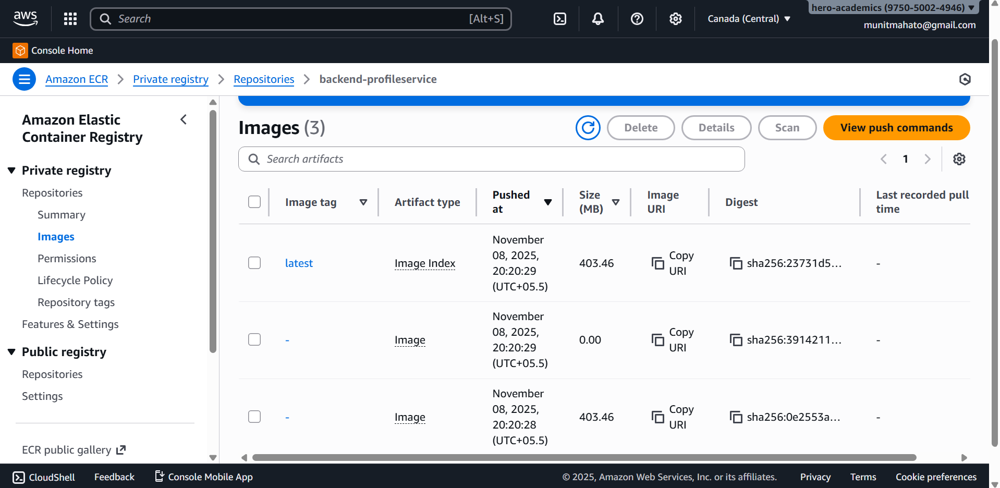 aws
Search [Alt+S]
Canada (Central)
hero-academics (9750-5002-4946)
munitmahato@gmail.com
Console Home
Amazon ECR
Private registry
Repositories
backend-profileservice
Amazon Elastic
Container Registry
Private registry
Repositories
Summary
Images
Permissions
Lifecycle Policy
Repository tags
Features & Settings
Public registry
Repositories
Settings
ECR public gallery
Images (3)
Delete
Details
Scan
View push commands
Search artifacts
1
Image tag
Artifact type
Pushed
at
Size
(MB)
Image
URI
Digest
Last recorded pull
time
latest
Image Index
November
08, 2025,
20:20:29
(UTC+05.5)
403.46
Copy
URI
sha256:23731d5...
-
-
Image
November
08, 2025,
20:20:29
(UTC+05.5)
0.00
Copy
URI
sha256:3914211...
-
-
Image
November
08, 2025,
20:20:28
(UTC+05.5)
403.46
Copy
URI
sha256:0e2553a...
-
CloudShell
Feedback
Console Mobile App
© 2025, Amazon Web Services, Inc. or its affiliates.
Privacy
Terms
Cookie preferences